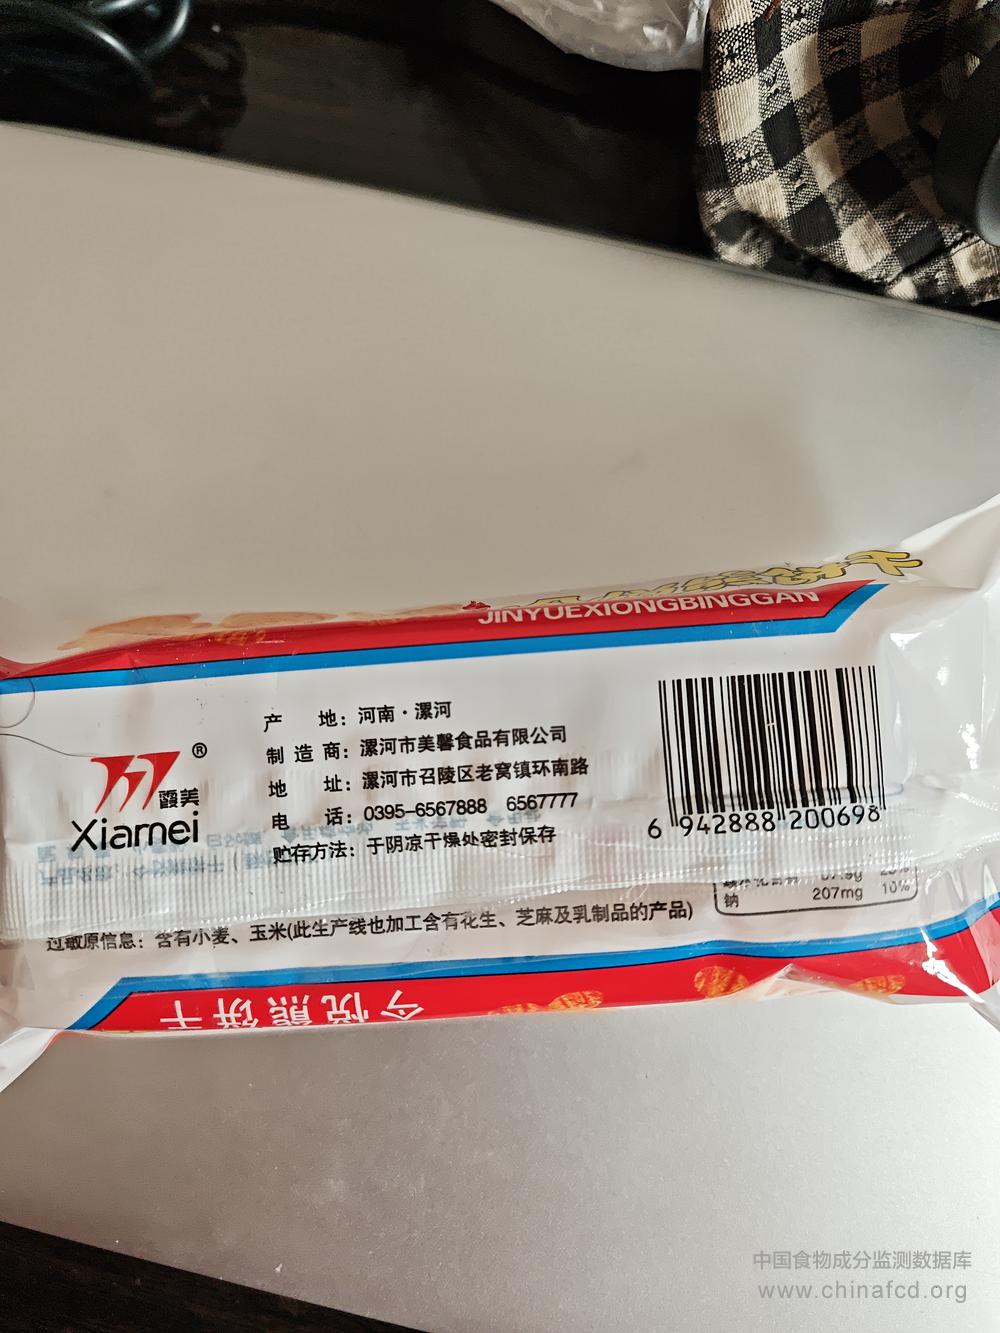 JINYUEXIONGBINGGAN
产 地：河南·漯河
制造商：漯河市美馨食品有限公司
地 址：漯河市召陵区老窝镇环南路
电 话：0395-6567888 6567777
贮存方法：于阴凉干燥处密封保存
®
霞美
Xiamei
6 942888 200698
钠 207mg 10%
过敏原信息：含有小麦、玉米(此生产线也加工含有花生、芝麻及乳制品的产品)
今悦熊饼干
中国食物成分监测数据库
www.chinafcd.org